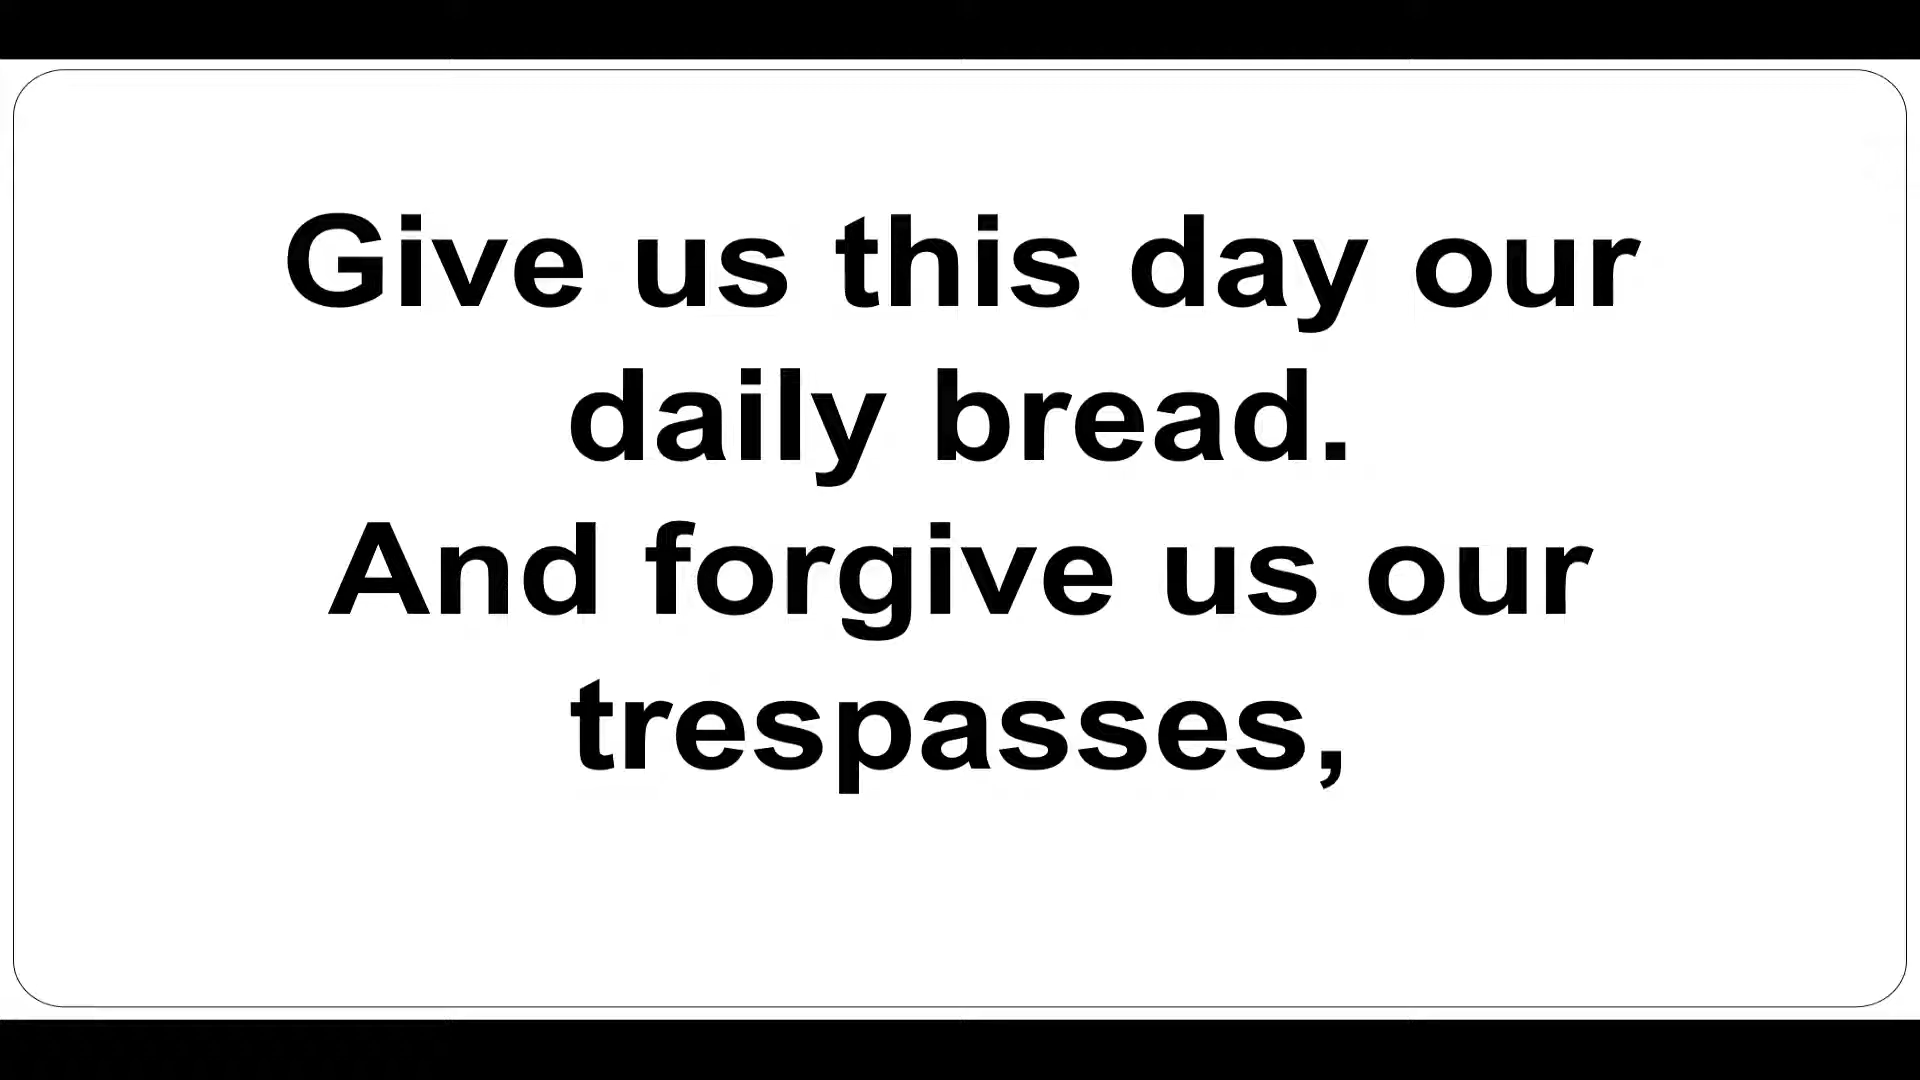 Give us this day our
daily bread.
And forgive us our
trespasses,